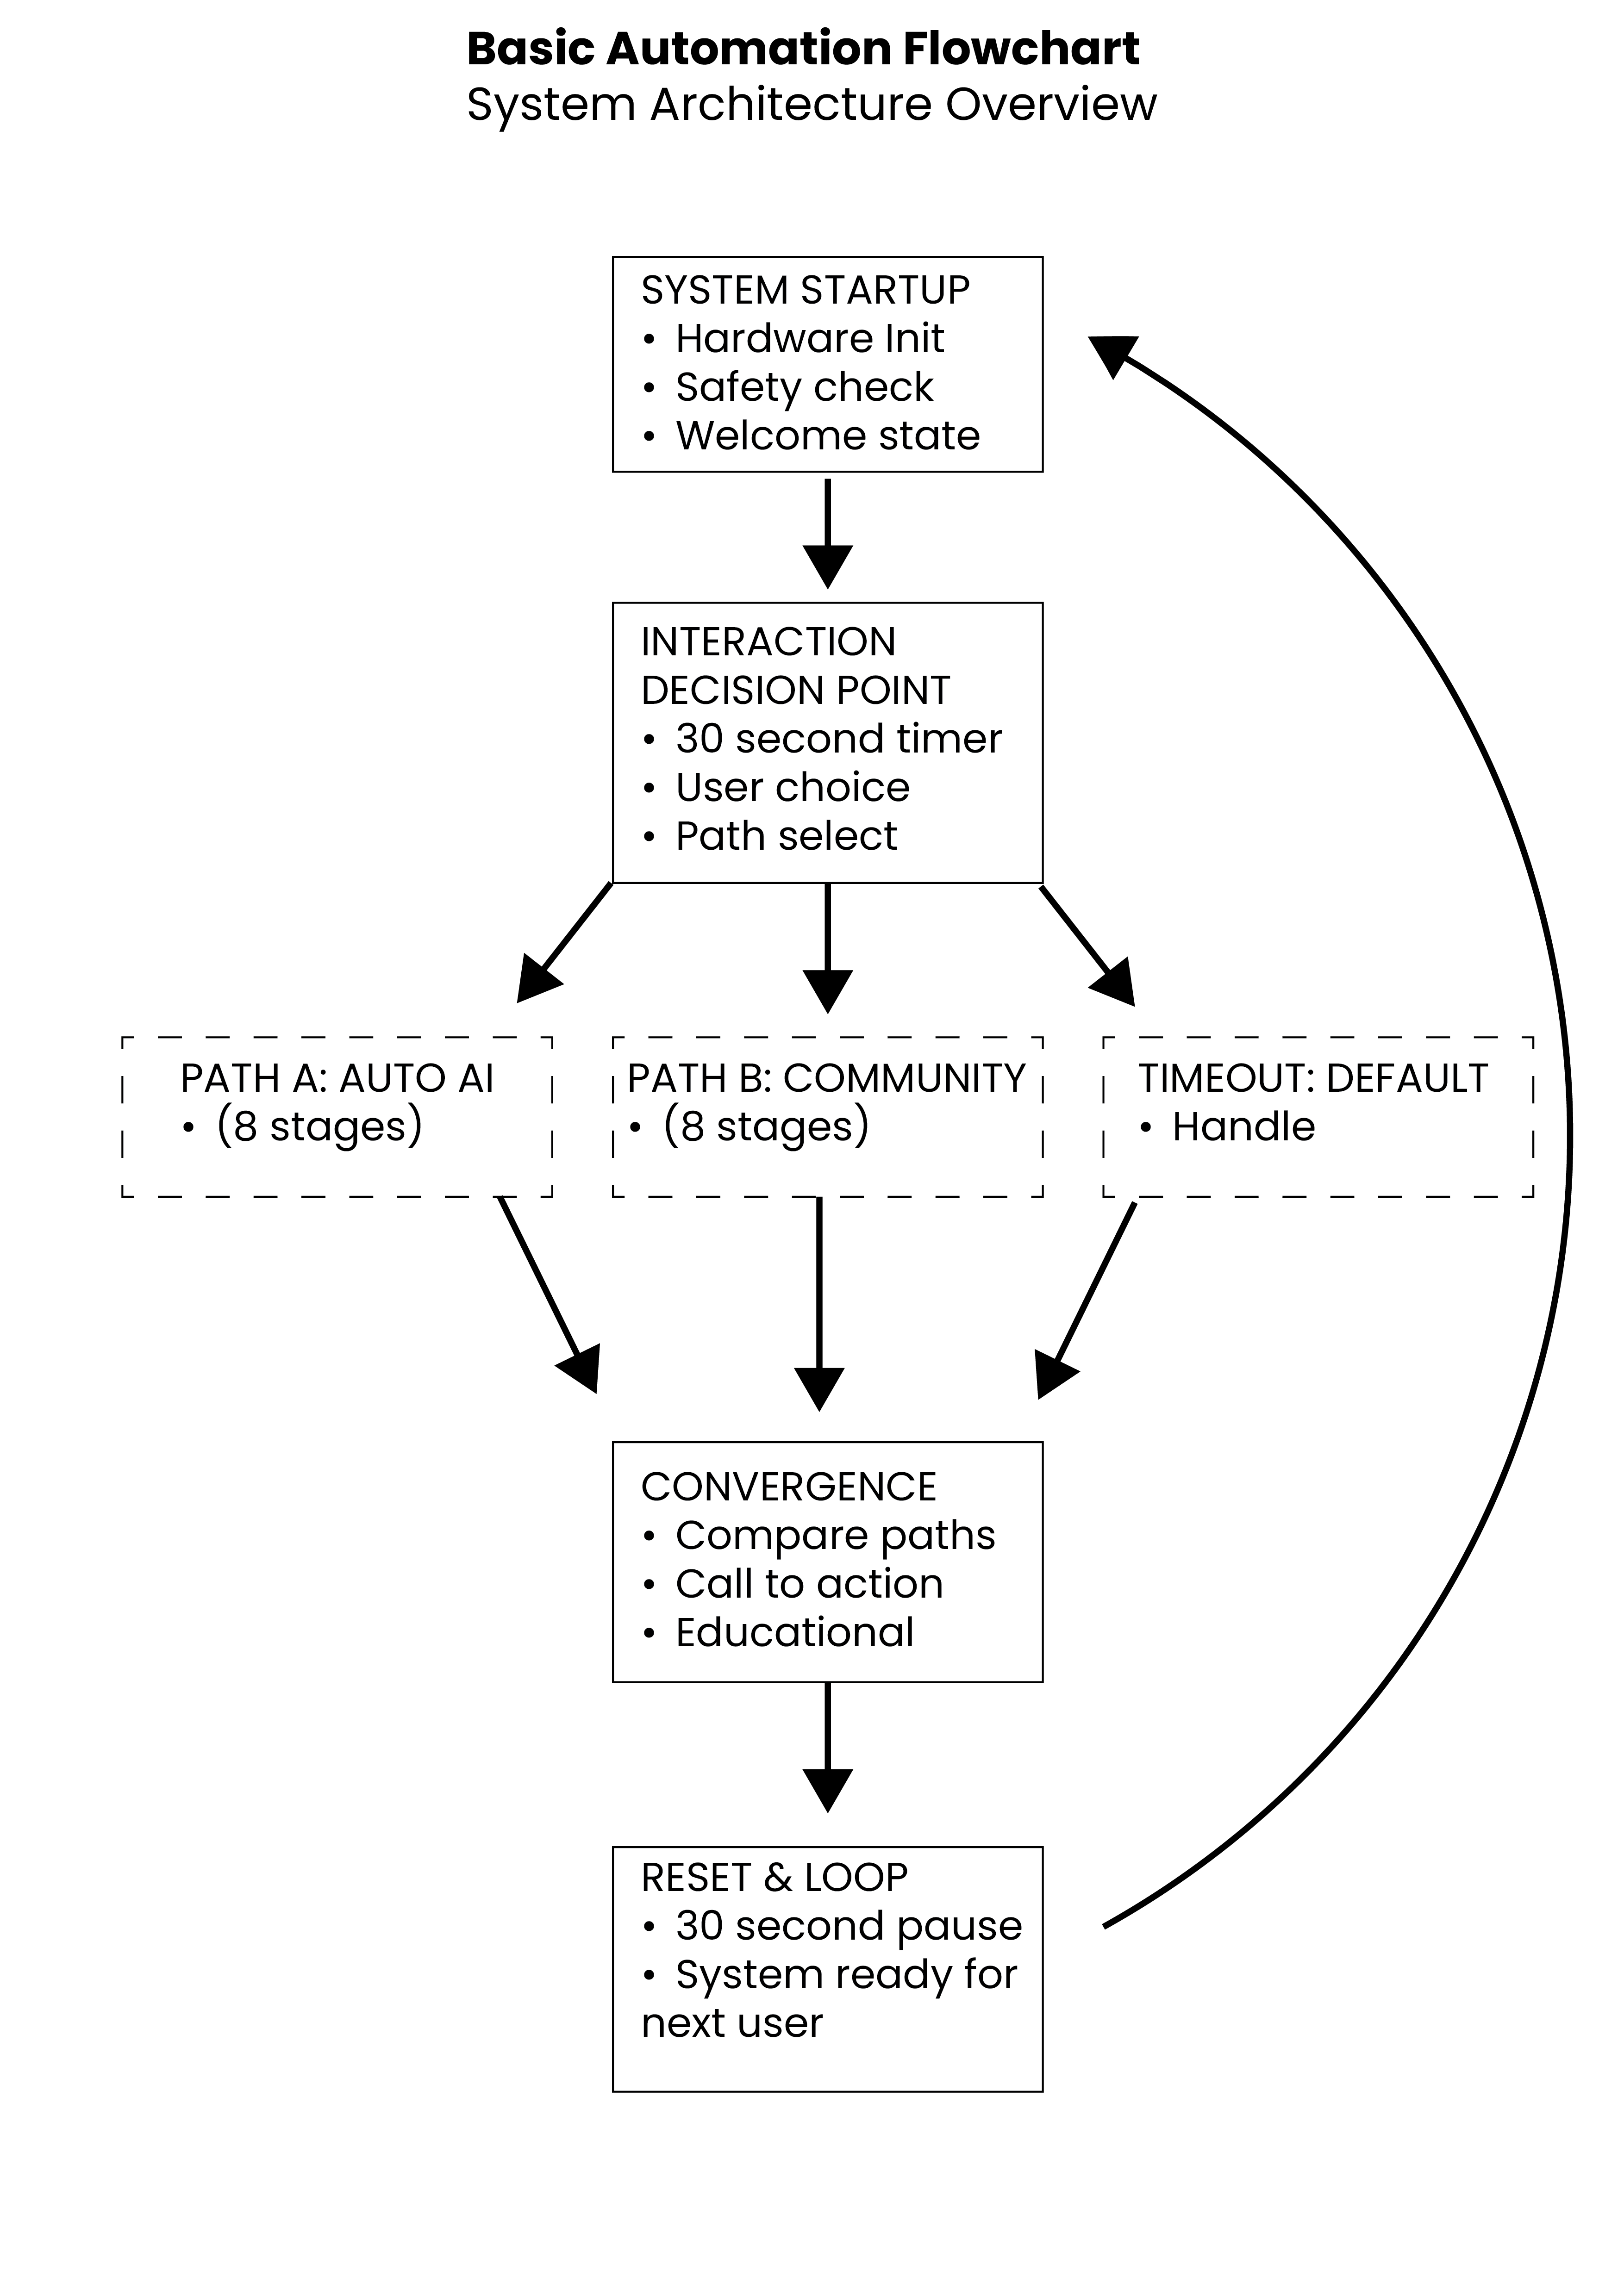 Basic Automation Flowchart
System Architecture Overview
SYSTEM STARTUP
• Hardware Init
• Safety check
• Welcome state
INTERACTION
DECISION POINT
• 30 second timer
• User choice
• Path select
PATH A: AUTO AI
• (8 stages)
PATH B: COMMUNITY
• (8 stages)
TIMEOUT: DEFAULT
• Handle
CONVERGENCE
• Compare paths
• Call to action
• Educational
RESET & LOOP
• 30 second pause
• System ready for
next user